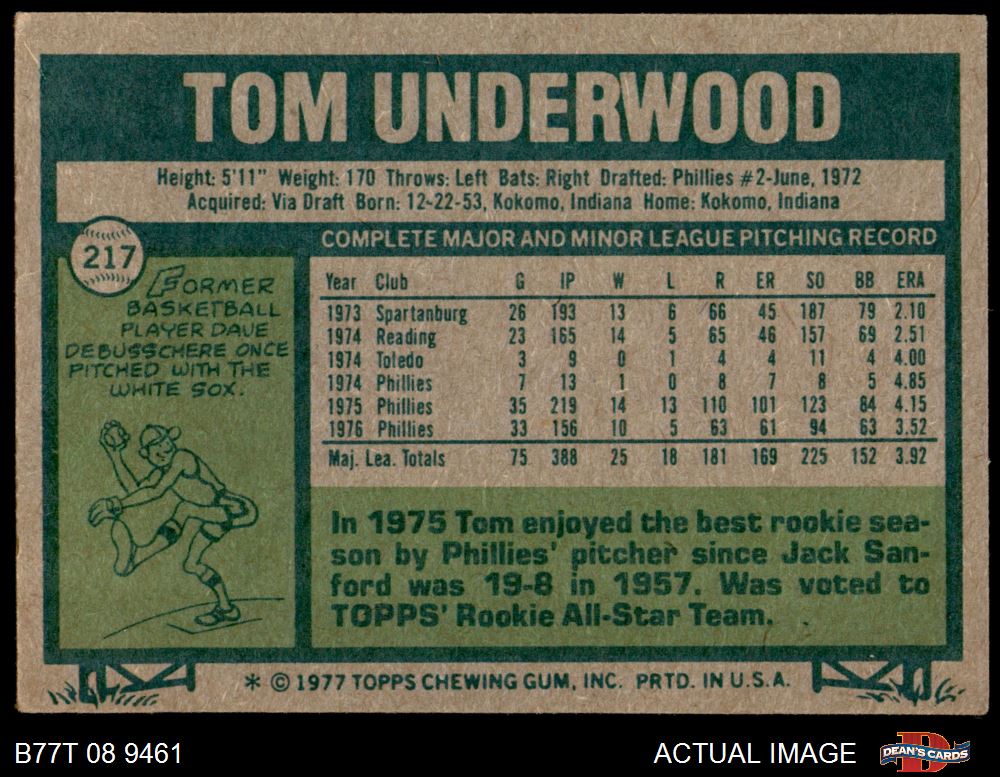 TOM UNDERWOOD
Height: 5'11" Weight: 170 Throws: Left Bats: Right Drafted: Phillies #2-June, 1972
Acquired: Via Draft Born: 12-22-53, Kokomo, Indiana Home: Kokomo, Indiana
217
FORMER
BASKETBALL
PLAYER DAVE
DEBUSSCHERE ONCE
PITCHED WITH THE
WHITE SOX.
COMPLETE MAJOR AND MINOR LEAGUE PITCHING RECORD
Year Club G IP W L R ER SO BB ERA
1973 Spartanburg 26 193 13 6 66 45 187 79 2.10
1974 Reading 23 165 14 5 65 46 157 69 2.51
1974 Toledo 3 9 0 1 4 4 11 4 4.00
1974 Phillies 7 13 1 0 8 7 8 5 4.85
1975 Phillies 35 219 14 13 110 101 123 84 4.15
1976 Phillies 33 156 10 5 63 61 94 63 3.52
Maj. Lea. Totals 75 388 25 18 181 169 225 152 3.92
In 1975 Tom enjoyed the best rookie sea-
son by Phillies' pitcher since Jack San-
ford was 19-8 in 1957. Was voted to
TOPPS' Rookie All-Star Team.
* © 1977 TOPPS CHEWING GUM, INC. PRTD. IN U.S.A.
B77T 08 9461
ACTUAL IMAGE
DEAN'S CARDS